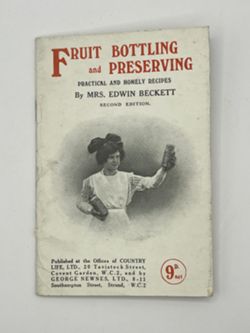 FRUIT BOTTLING
and PRESERVING
PRACTICAL AND HOMELY RECIPES
By MRS. EDWIN BECKETT
SECOND EDITION.
Published at the Offices of COUNTRY
LIFE, LTD., 20 Tavistock Street,
Covent Garden, W.C.2, and by
GEORGE NEWNES, LTD., 8-11
Southampton Street, Strand, W.C.2
9D.
NET